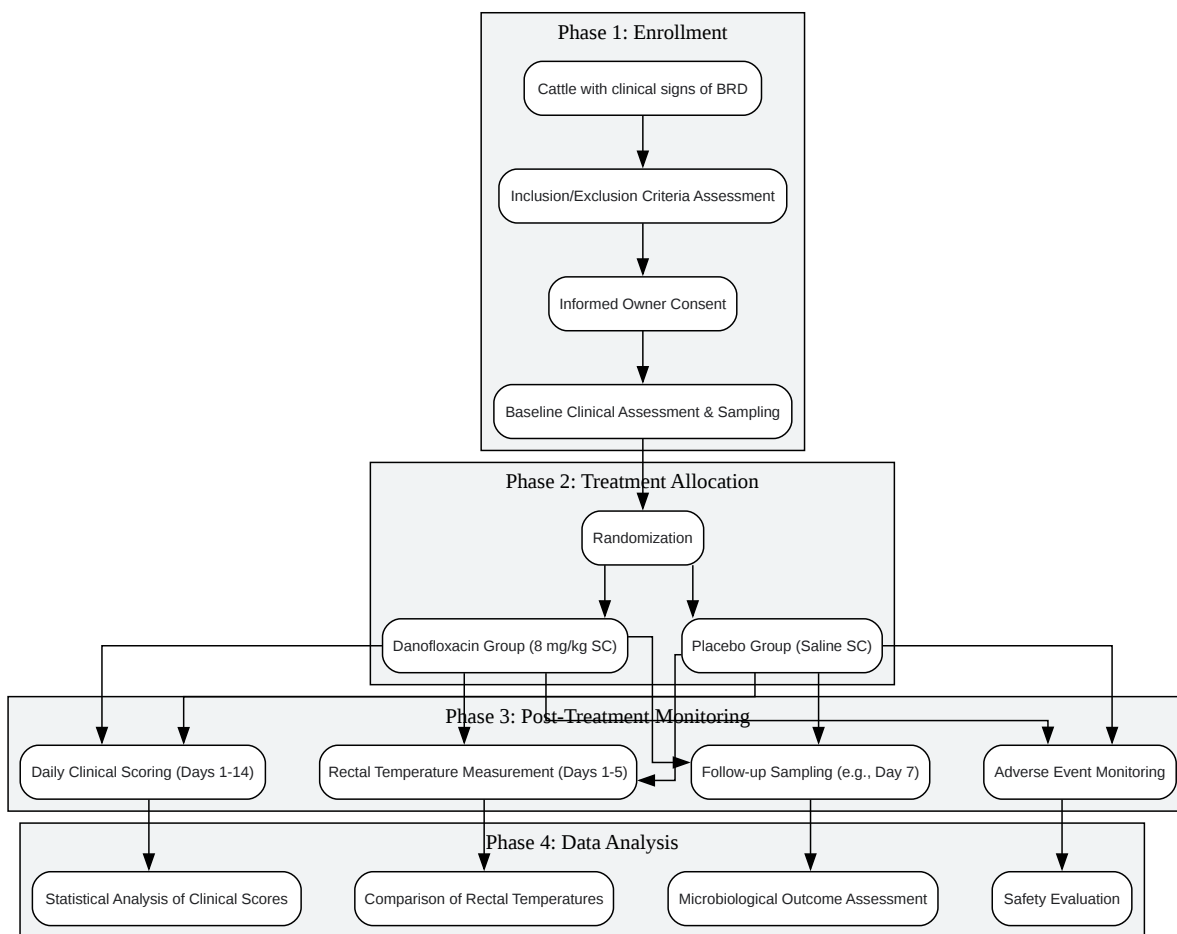 Phase 1: Enrollment
Cattle with clinical signs of BRD
Inclusion/Exclusion Criteria Assessment
Informed Owner Consent
Baseline Clinical Assessment & Sampling
Phase 2: Treatment Allocation
Randomization
Danofloxacin Group (8 mg/kg SC)
Placebo Group (Saline SC)
Phase 3: Post-Treatment Monitoring
Daily Clinical Scoring (Days 1-14)
Rectal Temperature Measurement (Days 1-5)
Follow-up Sampling (e.g., Day 7)
Adverse Event Monitoring
Phase 4: Data Analysis
Statistical Analysis of Clinical Scores
Comparison of Rectal Temperatures
Microbiological Outcome Assessment
Safety Evaluation